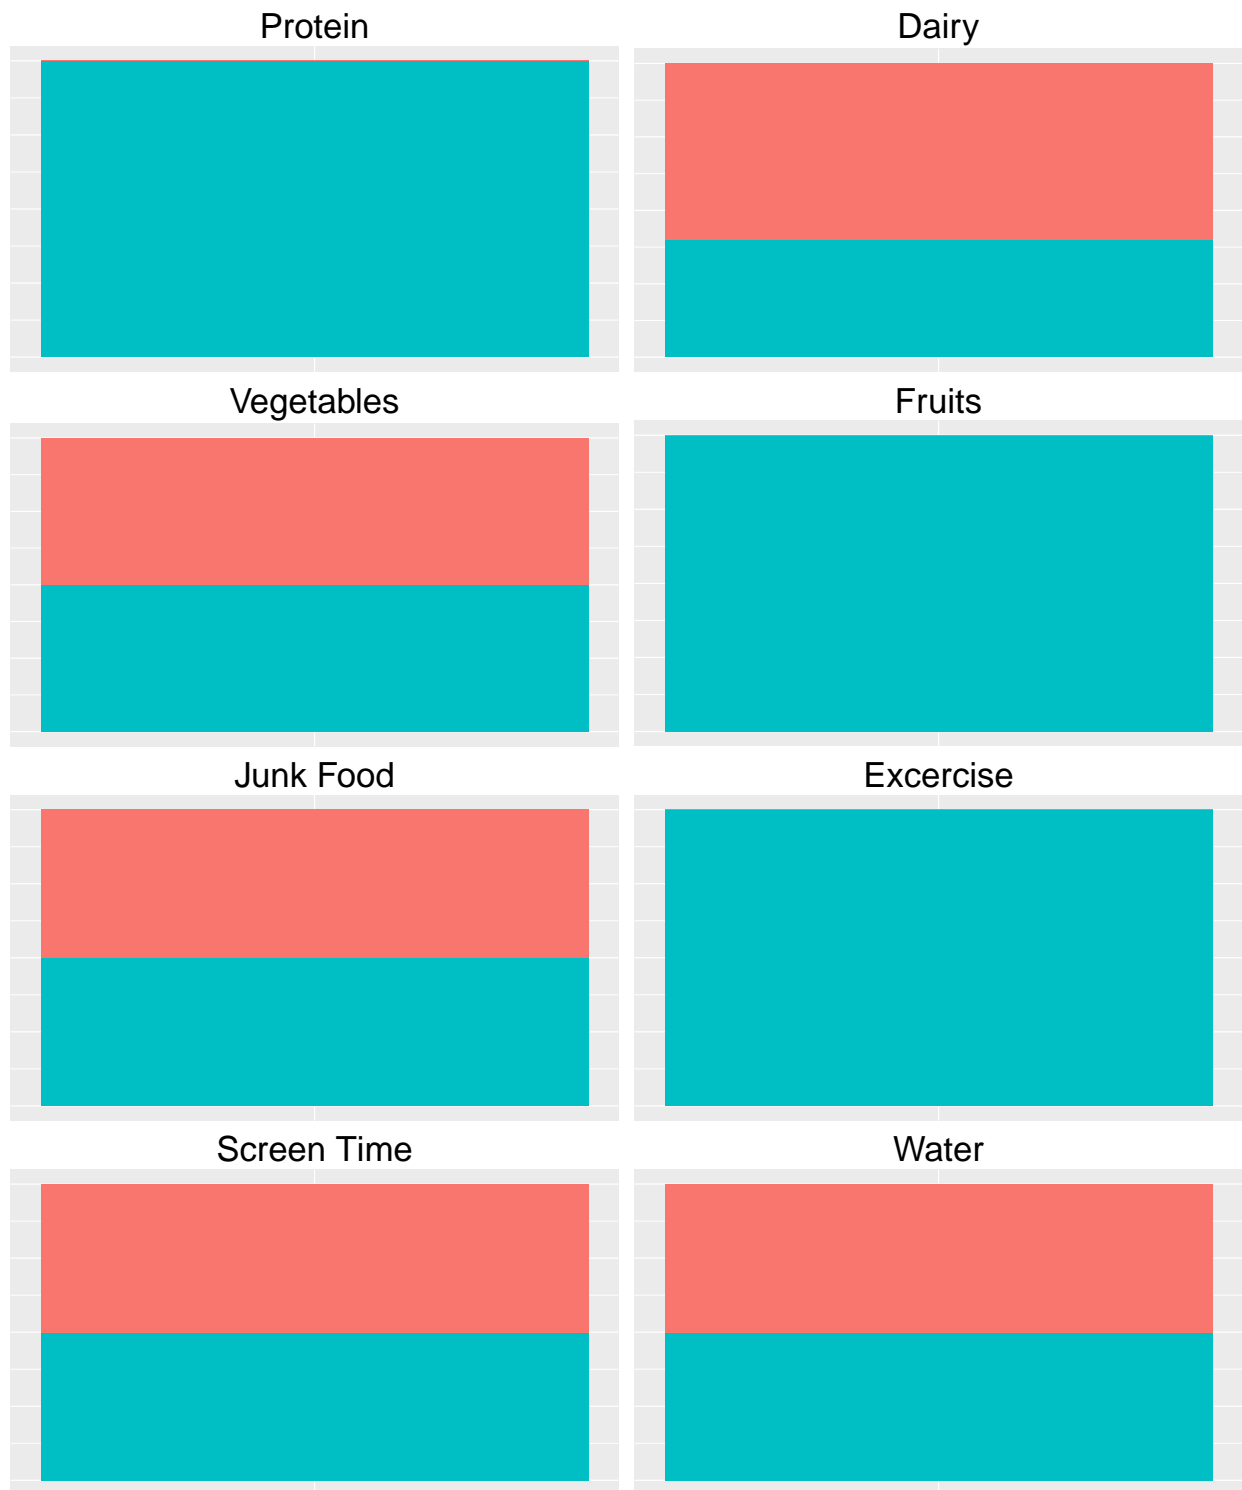 Protein
Dairy
Vegetables
Fruits
Junk Food
Excercise
Screen Time
Water